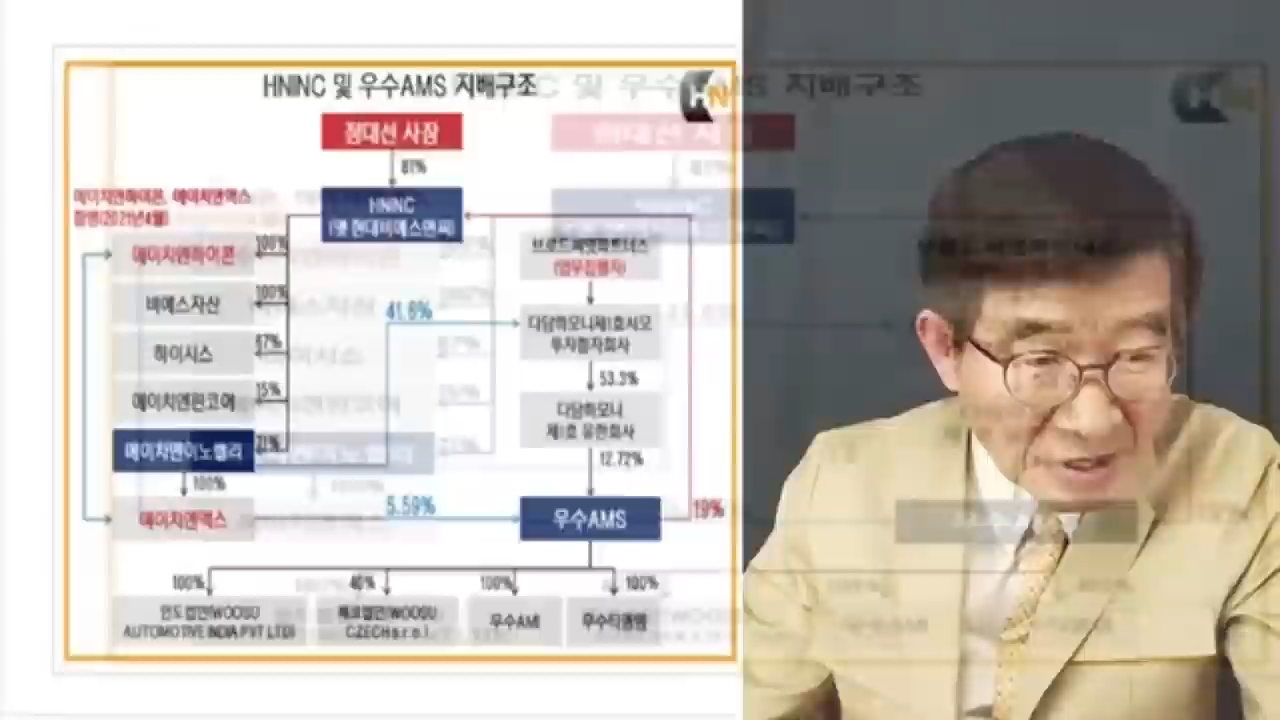 HNINC 및 우수AMS 지배구조
HN
정대선 사장
81%
에이치엔하이콘, 에이치엔엑스
합병(2021년4월)
HNINC
(옛 현대비에스앤씨)
에이치엔하이콘
100%
브로드
파트너스
(업무집행자)
비에스자산
100%
41.6%
다담하모니제1호사모
투자합자회사
하이시스
47%
53.3%
에이치엔핀코어
15%
다담하모니
제1호 유한회사
에이치엔이노밸리
21%
12.72%
100%
에이치엔엑스
5.59%
우수AMS
19%
100%
40%
100%
100%
인도법인(WOOSU
AUTOMOTIVE INDIA PVT LTD)
체코법인(WOOSU
CZECH s.r.o.)
우수AMI
우수티엠엠